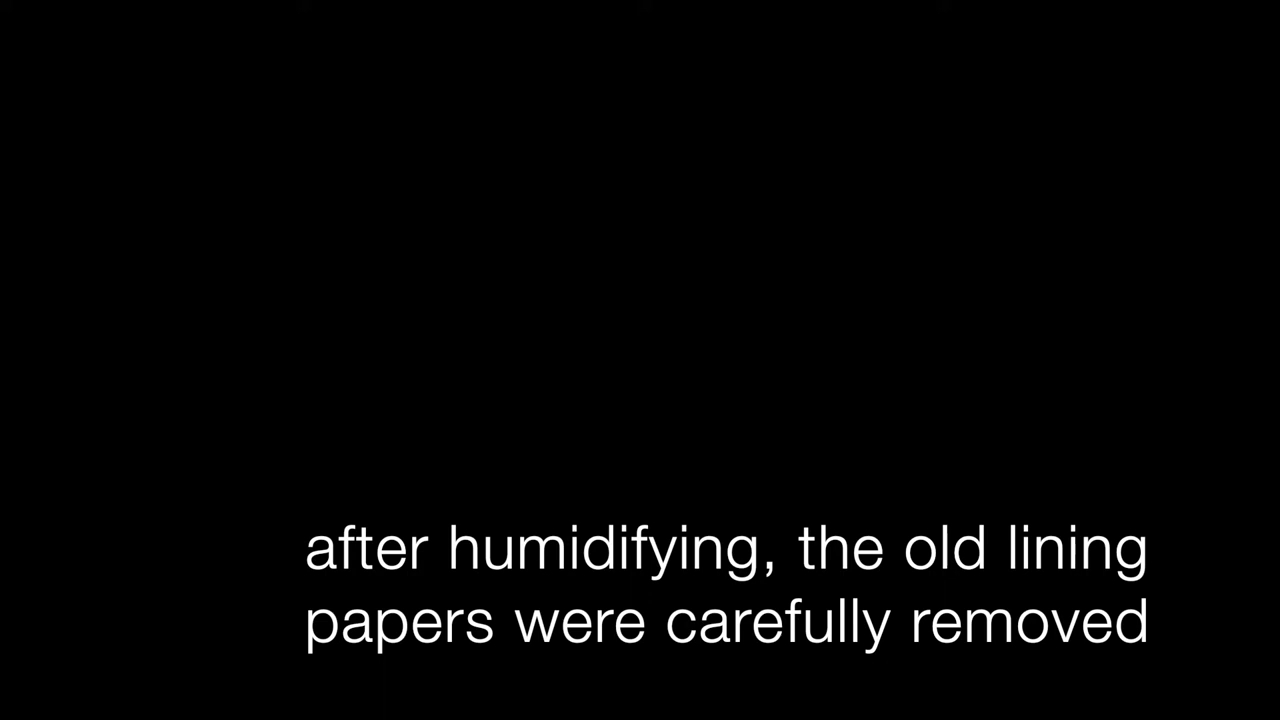 after humidifying, the old lining
papers were carefully removed